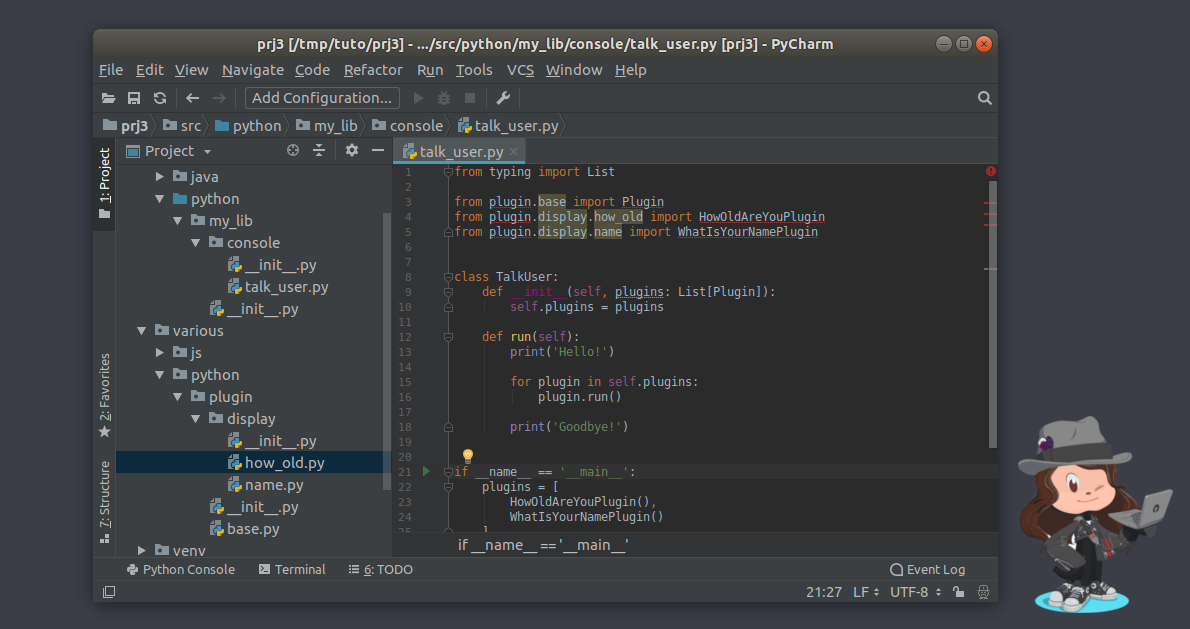 prj3 [/tmp/tuto/prj3] - .../src/python/my_lib/console/talk_user.py [prj3] - PyCharm
File Edit View Navigate Code Refactor Run Tools VCS Window Help
Add Configuration...
prj3 src python my_lib console talk_user.py
1: Project
2: Favorites
7: Structure
Project
java
python
my_lib
console
__init__.py
talk_user.py
__init__.py
various
js
python
plugin
display
__init__.py
how_old.py
name.py
__init__.py
base.py
venv
talk_user.py
1 from typing import List
2
3 from plugin.base import Plugin
4 from plugin.display.how_old import HowOldAreYouPlugin
5 from plugin.display.name import WhatIsYourNamePlugin
6
7
8 class TalkUser:
9 def __init__(self, plugins: List[Plugin]):
10 self.plugins = plugins
11
12 def run(self):
13 print('Hello!')
14
15 for plugin in self.plugins:
16 plugin.run()
17
18 print('Goodbye!')
19
20
21 if __name__ == '__main__':
22 plugins = [
23 HowOldAreYouPlugin(),
24 WhatIsYourNamePlugin()
25 ]
if __name__ == '__main__'
Python Console Terminal 6: TODO Event Log
21:27 LF UTF-8